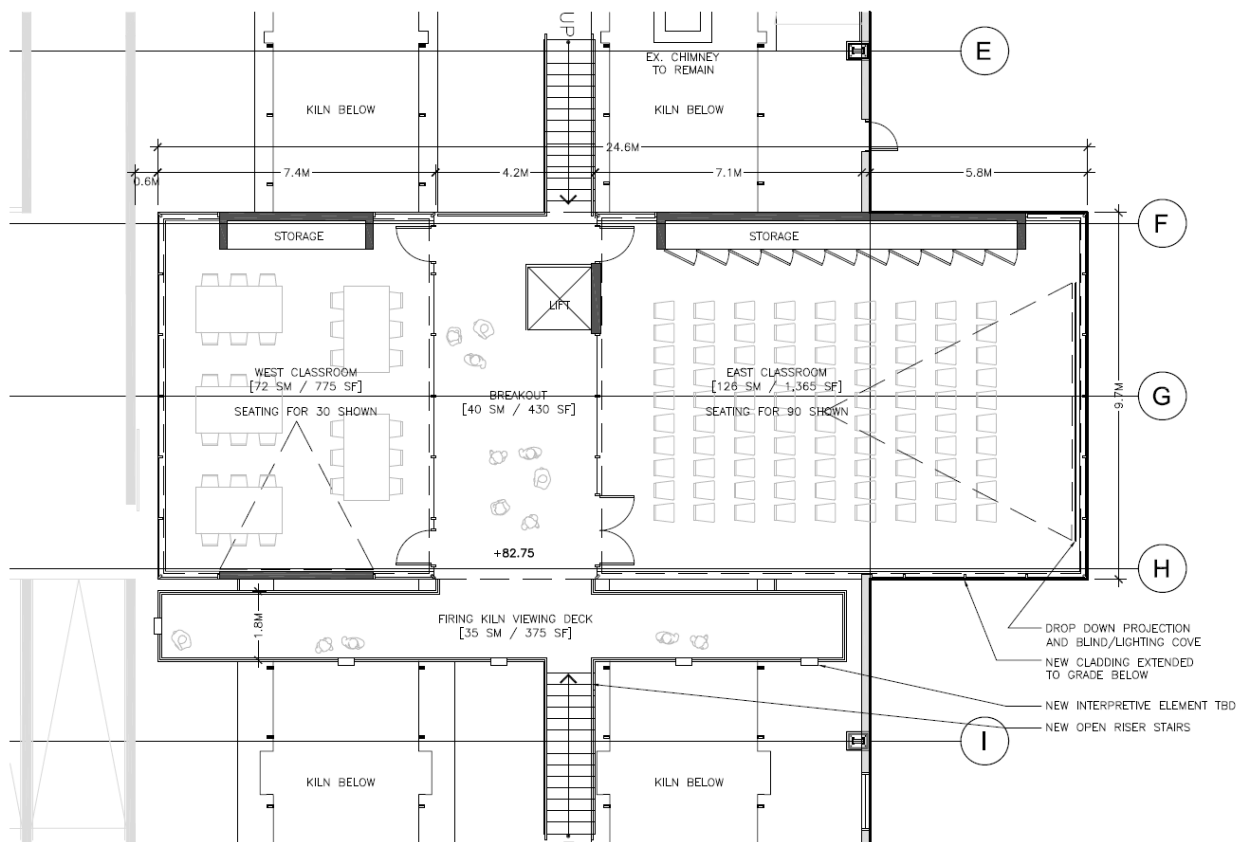 UP
E
EX. CHIMNEY
TO REMAIN
KILN BELOW
KILN BELOW
24.6M
0.6M
7.4M
4.2M
7.1M
5.8M
F
STORAGE
STORAGE
LIFT
WEST CLASSROOM
[72 SM / 775 SF]
SEATING FOR 30 SHOWN
BREAKOUT
[40 SM / 430 SF]
EAST CLASSROOM
[126 SM / 1,365 SF]
SEATING FOR 90 SHOWN
9.7M
G
+82.75
H
1.8M
FIRING KILN VIEWING DECK
[35 SM / 375 SF]
DROP DOWN PROJECTION
AND BLIND/LIGHTING COVE
NEW CLADDING EXTENDED
TO GRADE BELOW
NEW INTERPRETIVE ELEMENT TBD
NEW OPEN RISER STAIRS
I
KILN BELOW
KILN BELOW